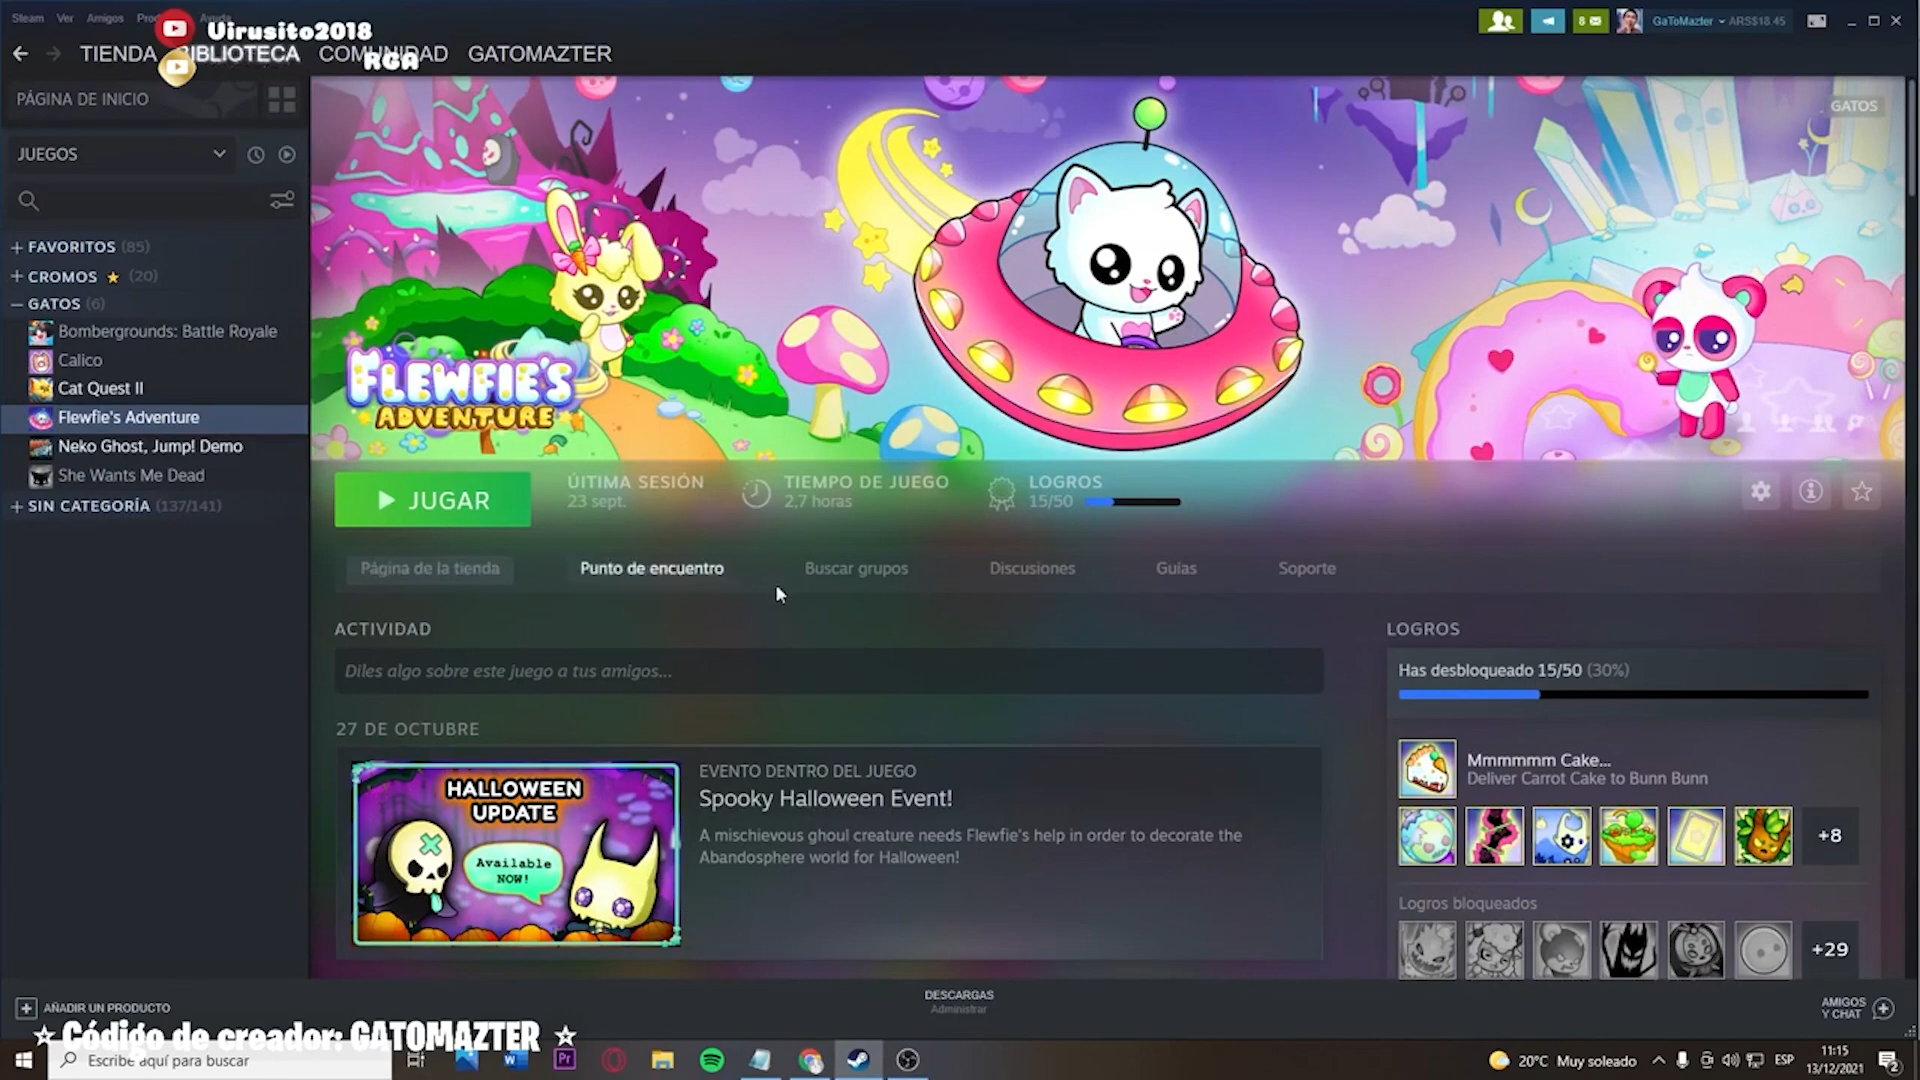 Steam Ver Amigos
Uirusito2018
RGA
GaToMazter ARS$18.45
8
TIENDA BIBLIOTECA COMUNIDAD GATOMAZTER
PÁGINA DE INICIO
JUEGOS
+ FAVORITOS (85)
+ CROMOS ★ (20)
– GATOS (6)
Bombergrounds: Battle Royale
Calico
Cat Quest II
Flewfie's Adventure
Neko Ghost, Jump! Demo
She Wants Me Dead
+ SIN CATEGORÍA (137/141)
GATOS
FLEWFIE'S
ADVENTURE
JUGAR
ÚLTIMA SESIÓN
23 sept.
TIEMPO DE JUEGO
2,7 horas
LOGROS
15/50
Página de la tienda Punto de encuentro Buscar grupos Discusiones Guías Soporte
ACTIVIDAD
Diles algo sobre este juego a tus amigos...
27 DE OCTUBRE
HALLOWEEN
UPDATE
Available
NOW!
EVENTO DENTRO DEL JUEGO
Spooky Halloween Event!
A mischievous ghoul creature needs Flewfie's help in order to decorate the
Abandosphere world for Halloween!
LOGROS
Has desbloqueado 15/50 (30%)
Mmmmmm Cake...
Deliver Carrot Cake to Bunn Bunn
+8
Logros bloqueados
+29
AÑADIR UN PRODUCTO
DESCARGAS
Administrar
AMIGOS
Y CHAT
☆ Código de creador: GATOMAZTER ☆
Escribe aquí para buscar
W
Pr
20°C Muy soleado
ESP
11:15
13/12/2021
2